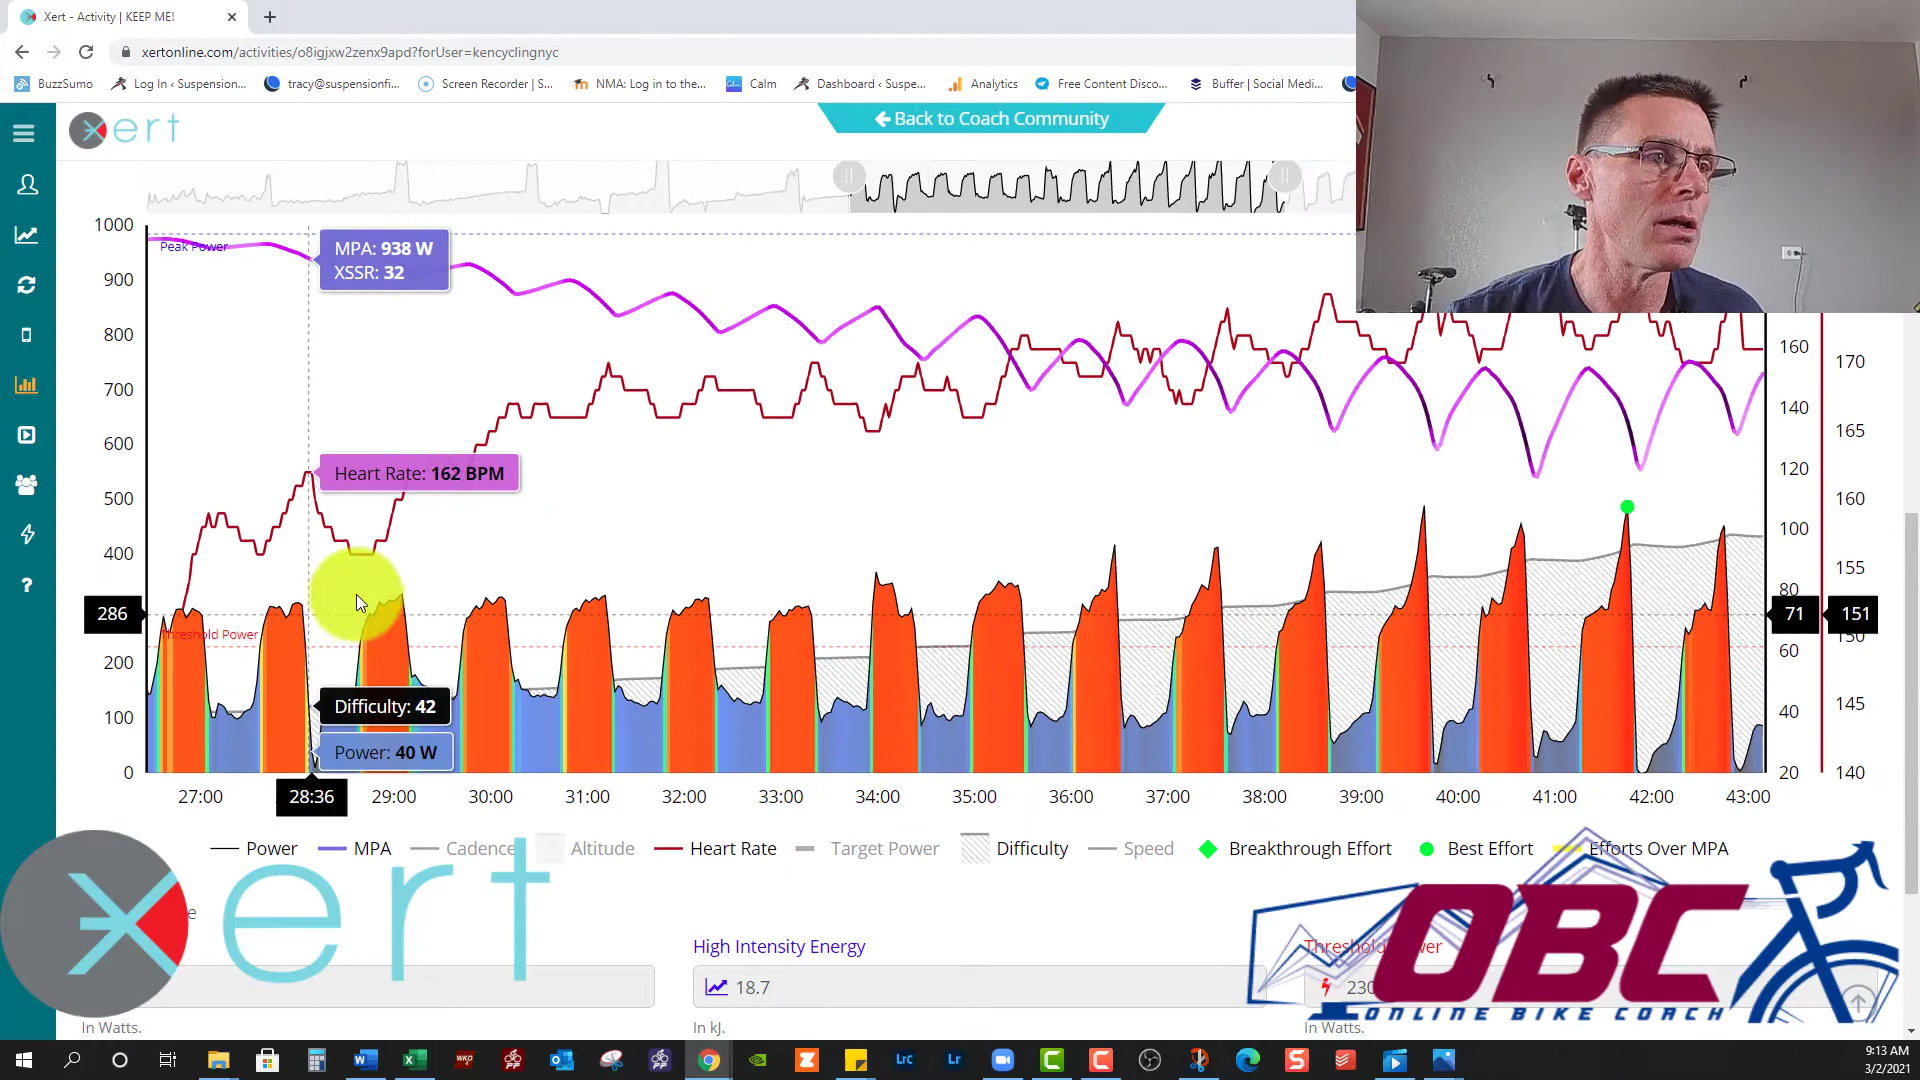 Xert - Activity | KEEP ME!
xertonline.com/activities/o8igjxw2zenx9apd?forUser=kencyclingnyc
BuzzSumo Log In ‹ Suspension... tracy@suspensionfi... Screen Recorder | S... NMA: Log in to the... Calm Dashboard ‹ Suspe... Analytics Free Content Disco... Buffer | Social Medi...
xert
Back to Coach Community
1000
900
800
700
600
500
400
286
200
100
0
Peak Power
MPA: 938 W
XSSR: 32
Heart Rate: 162 BPM
Threshold Power
Difficulty: 42
Power: 40 W
160
140
120
100
80
71
60
40
20
170
165
160
155
151
150
145
140
27:00 28:36 29:00 30:00 31:00 32:00 33:00 34:00 35:00 36:00 37:00 38:00 39:00 40:00 41:00 42:00 43:00
Power MPA Cadence Altitude Heart Rate Target Power Difficulty Speed Breakthrough Effort Best Effort Efforts Over MPA
High Intensity Energy
18.7
230
In Watts. In kJ. In Watts.
xert
OBC
ONLINE BIKE COACH
WKO
Lrc
Lr
9:13 AM
3/2/2021